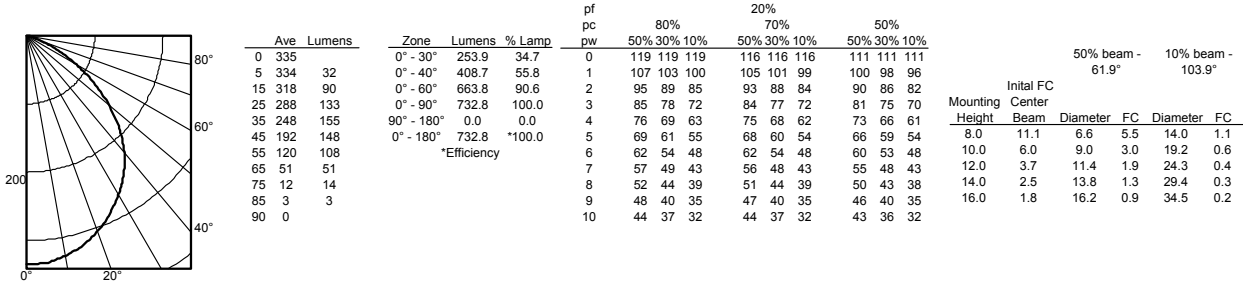 80°
60°
40°
20°
0°
200
Ave Lumens
0 335
5 334 32
15 318 90
25 288 133
35 248 155
45 192 148
55 120 108
65 51 51
75 12 14
85 3 3
90 0
Zone Lumens % Lamp
0° - 30° 253.9 34.7
0° - 40° 408.7 55.8
0° - 60° 663.8 90.6
0° - 90° 732.8 100.0
90° - 180° 0.0 0.0
0° - 180° 732.8 *100.0
*Efficiency
pf 20%
pc 80% 70% 50%
pw 50% 30% 10% 50% 30% 10% 50% 30% 10%
0 119 119 119 116 116 116 111 111 111
1 107 103 100 105 101 99 100 98 96
2 95 89 85 93 88 84 90 86 82
3 85 78 72 84 77 72 81 75 70
4 76 69 63 75 68 62 73 66 61
5 69 61 55 68 60 54 66 59 54
6 62 54 48 62 54 48 60 53 48
7 57 49 43 56 48 43 55 48 43
8 52 44 39 51 44 39 50 43 38
9 48 40 35 47 40 35 46 40 35
10 44 37 32 44 37 32 43 36 32
50% beam - 10% beam -
61.9° 103.9°
Inital FC
Mounting Center
Height Beam Diameter FC Diameter FC
8.0 11.1 6.6 5.5 14.0 1.1
10.0 6.0 9.0 3.0 19.2 0.6
12.0 3.7 11.4 1.9 24.3 0.4
14.0 2.5 13.8 1.3 29.4 0.3
16.0 1.8 16.2 0.9 34.5 0.2